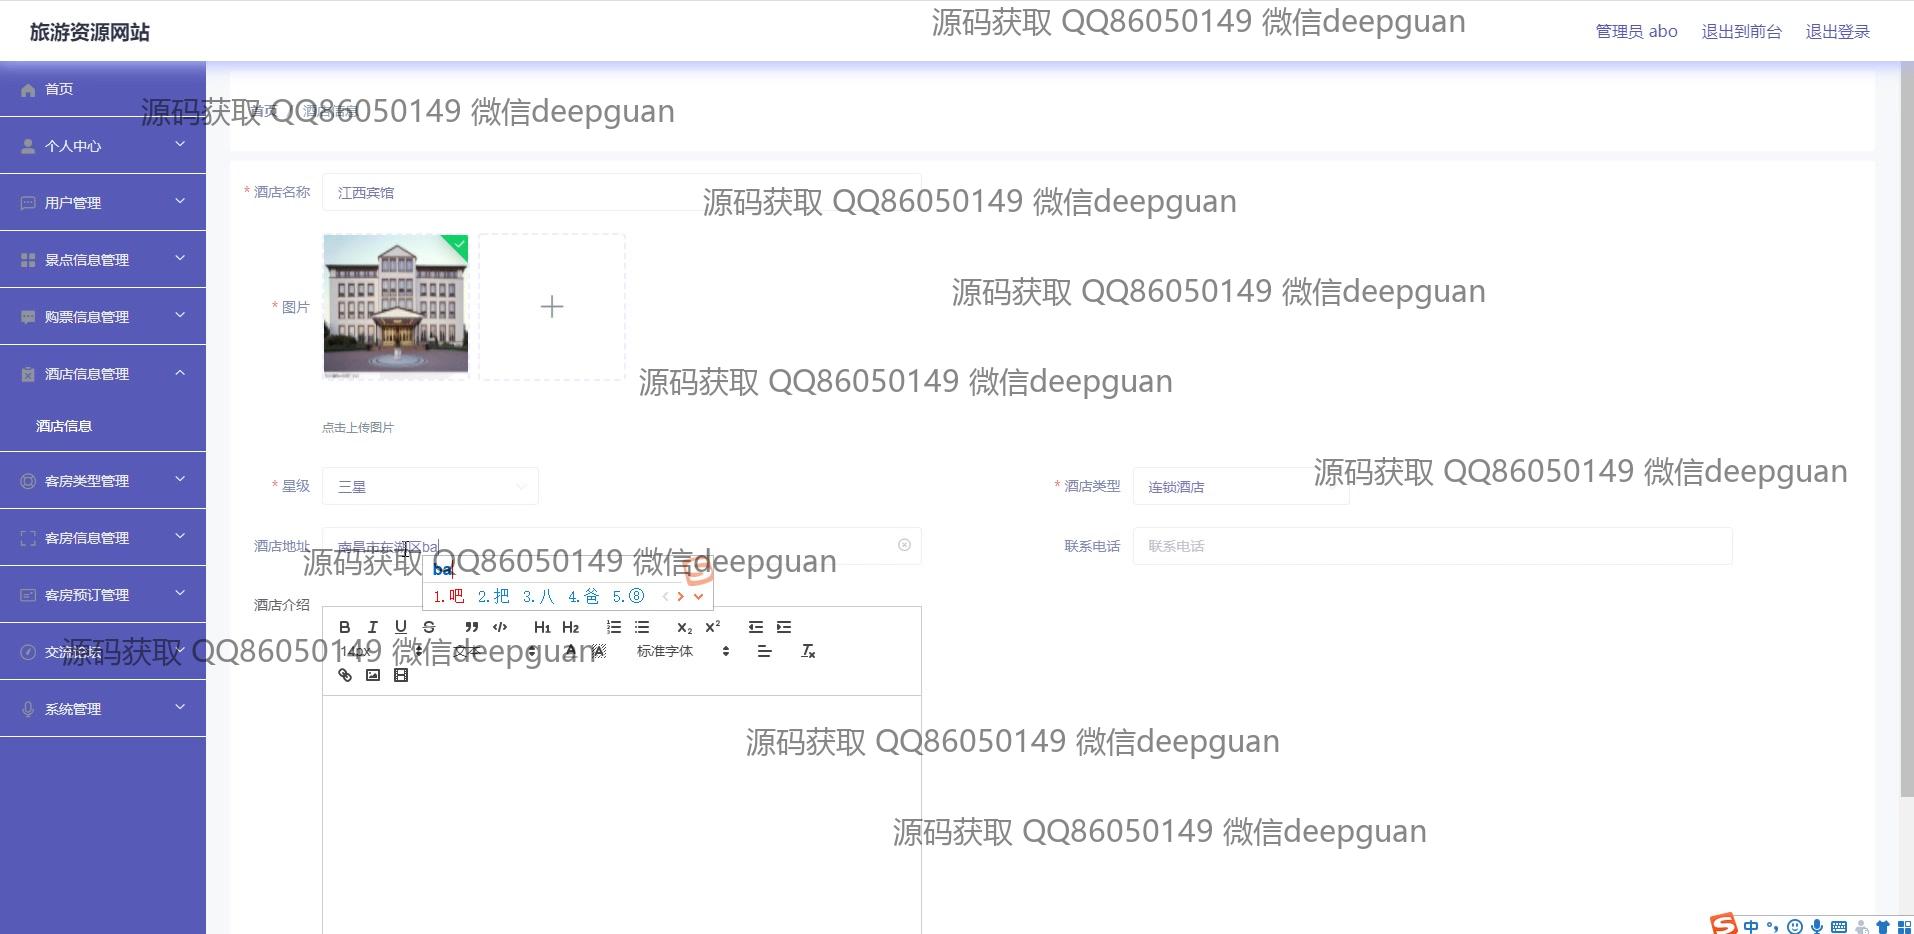 旅游资源网站
源码获取 QQ86050149 微信deepguan
管理员 abo
退出到前台
退出登录
首页
首页 酒店信息
源码获取 QQ86050149 微信deepguan
个人中心
* 酒店名称 江西宾馆
源码获取 QQ86050149 微信deepguan
用户管理
景点信息管理
源码获取 QQ86050149 微信deepguan
* 图片
购票信息管理
酒店信息管理
源码获取 QQ86050149 微信deepguan
酒店信息
点击上传图片
客房类型管理
* 星级 三星
* 酒店类型 连锁酒店
源码获取 QQ86050149 微信deepguan
客房信息管理
酒店地址 南昌市东湖区ba
联系电话 联系电话
源码获取 QQ86050149 微信deepguan
ba
1.吧 2.把 3.八 4.爸 5.⑧
客房预订管理
酒店介绍
B I U S H1 H2 X2 X2
14px 文本 A A 标准字体
源码获取 QQ86050149 微信deepguan
系统管理
源码获取 QQ86050149 微信deepguan
源码获取 QQ86050149 微信deepguan
中